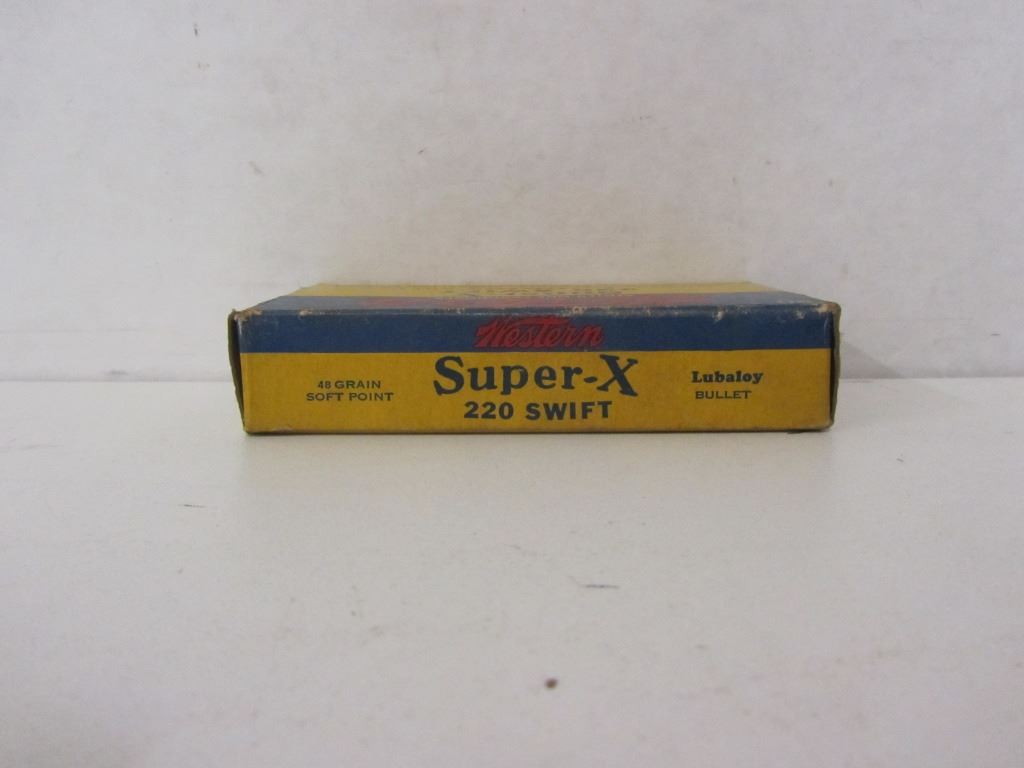 Western
Super-X
220 SWIFT
48 GRAIN
SOFT POINT
Lubaloy
BULLET